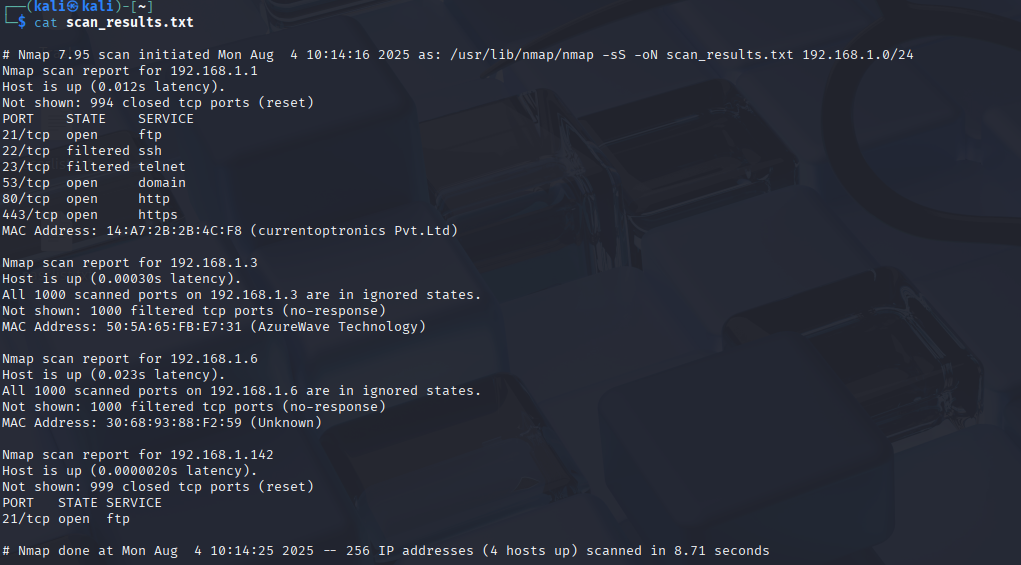 ┌──(kali㉿kali)-[~]
└─$ cat scan_results.txt
# Nmap 7.95 scan initiated Mon Aug  4 10:14:16 2025 as: /usr/lib/nmap/nmap -sS -oN scan_results.txt 192.168.1.0/24
Nmap scan report for 192.168.1.1
Host is up (0.012s latency).
Not shown: 994 closed tcp ports (reset)
PORT    STATE    SERVICE
21/tcp  open     ftp
22/tcp  filtered ssh
23/tcp  filtered telnet
53/tcp  open     domain
80/tcp  open     http
443/tcp open     https
MAC Address: 14:A7:2B:2B:4C:F8 (currentoptronics Pvt.Ltd)
Nmap scan report for 192.168.1.3
Host is up (0.00030s latency).
All 1000 scanned ports on 192.168.1.3 are in ignored states.
Not shown: 1000 filtered tcp ports (no-response)
MAC Address: 50:5A:65:FB:E7:31 (AzureWave Technology)
Nmap scan report for 192.168.1.6
Host is up (0.023s latency).
All 1000 scanned ports on 192.168.1.6 are in ignored states.
Not shown: 1000 filtered tcp ports (no-response)
MAC Address: 30:68:93:88:F2:59 (Unknown)
Nmap scan report for 192.168.1.142
Host is up (0.0000020s latency).
Not shown: 999 closed tcp ports (reset)
PORT   STATE SERVICE
21/tcp open  ftp
# Nmap done at Mon Aug  4 10:14:25 2025 -- 256 IP addresses (4 hosts up) scanned in 8.71 seconds